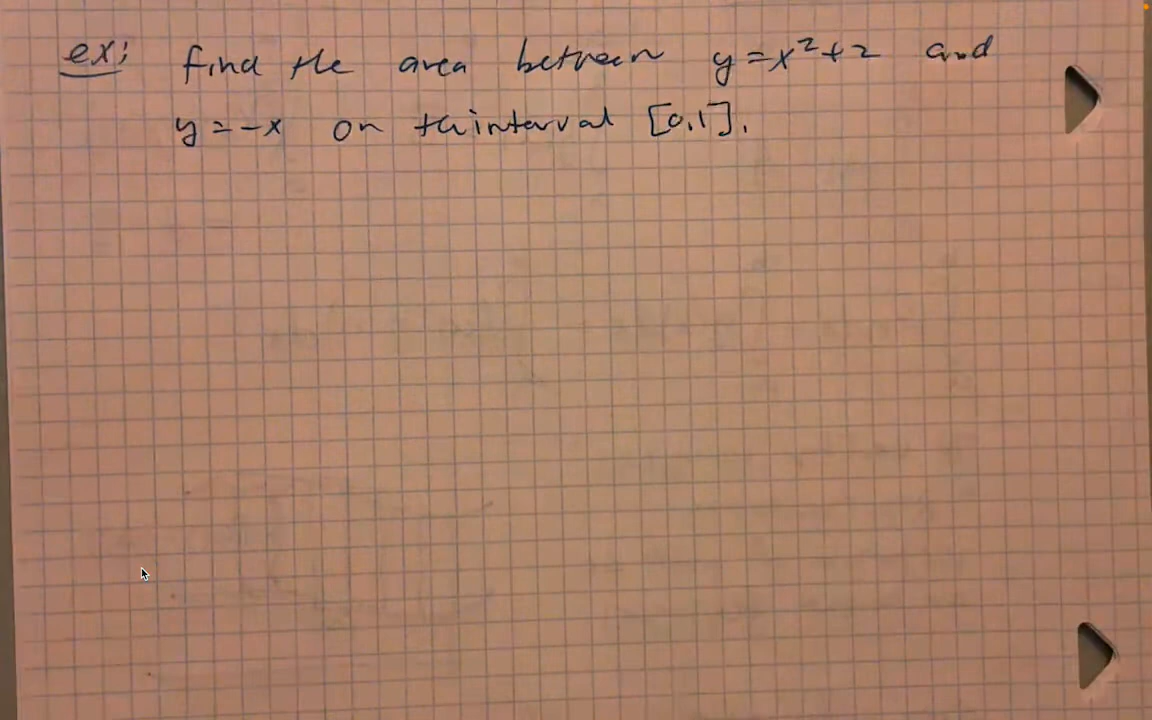 ex: find the area between y = x² + 2 and
y = -x on the interval [0,1].